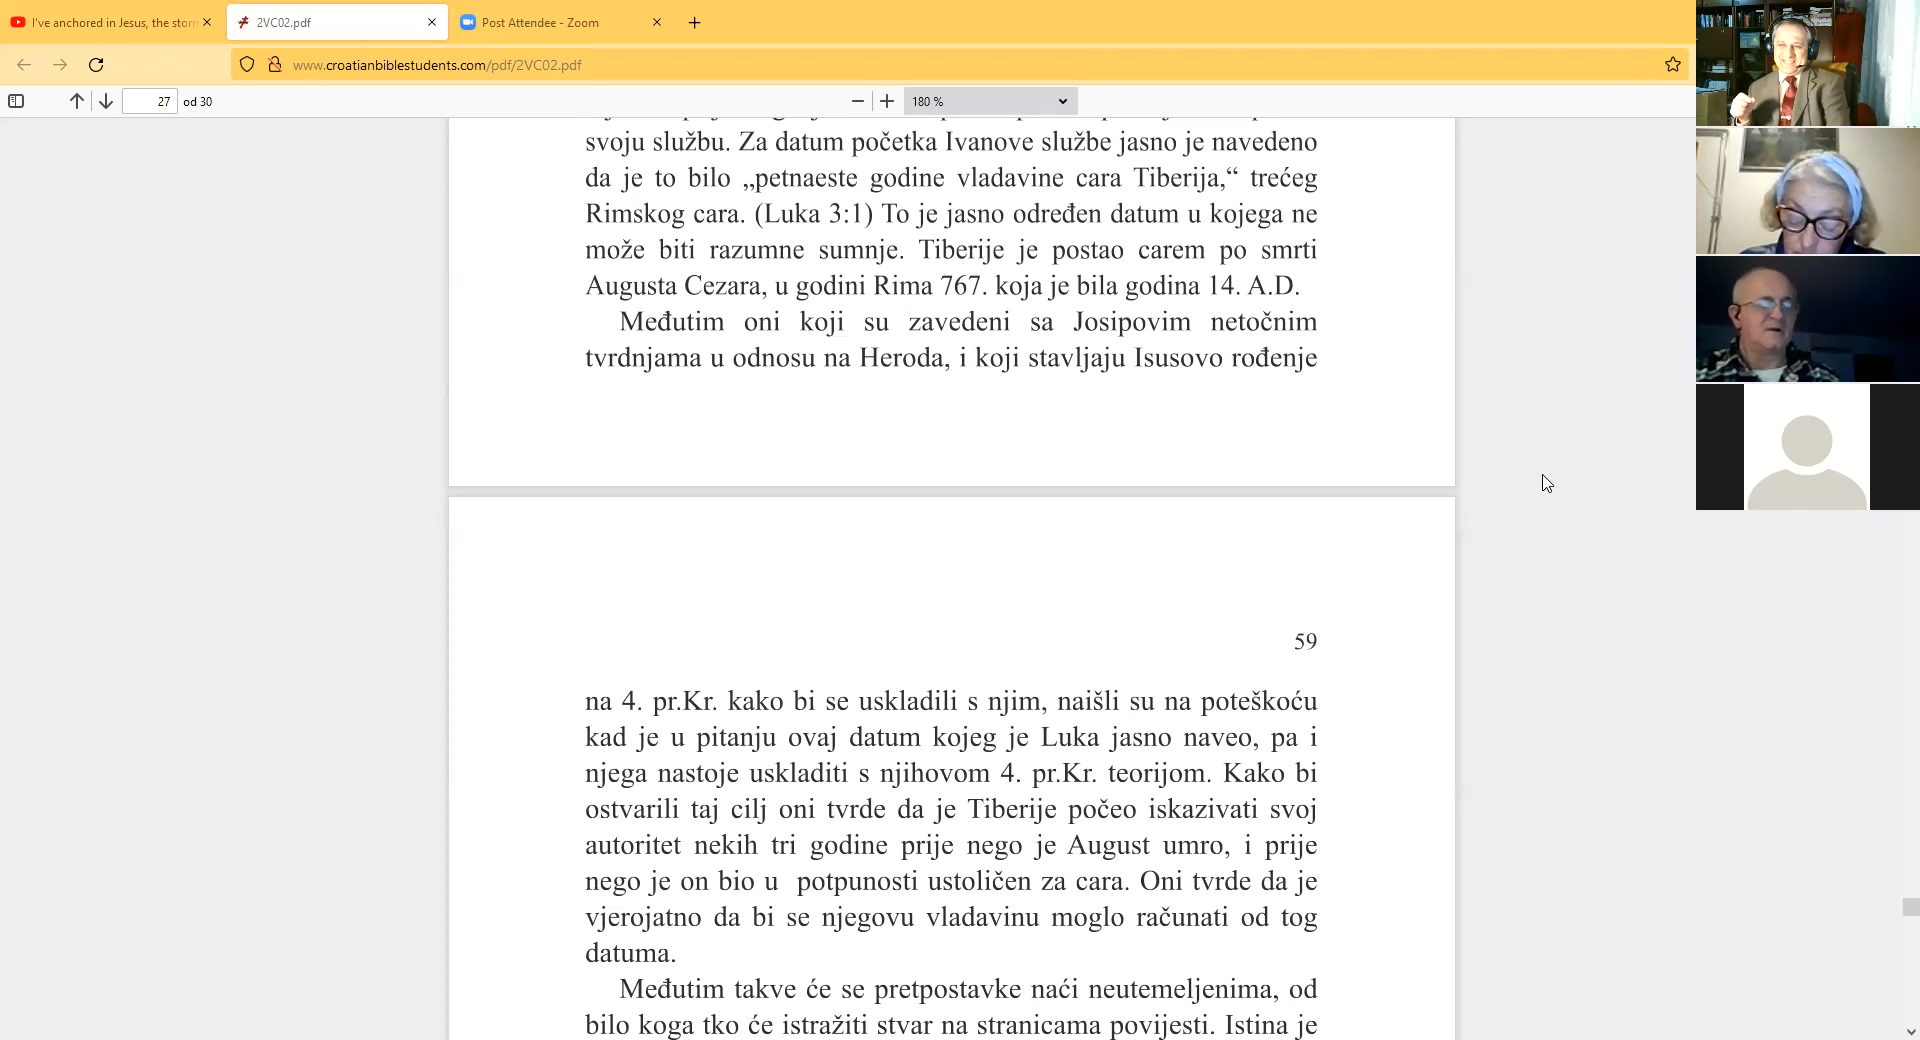 I've anchored in Jesus, the stor
2VC02.pdf
Post Attendee - Zoom
www.croatianbiblestudents.com/pdf/2VC02.pdf
27 od 30
180 %
svoju službu. Za datum početka Ivanove službe jasno je navedeno
da je to bilo „petnaeste godine vladavine cara Tiberija,“ trećeg
Rimskog cara. (Luka 3:1) To je jasno određen datum u kojega ne
može biti razumne sumnje. Tiberije je postao carem po smrti
Augusta Cezara, u godini Rima 767. koja je bila godina 14. A.D.
Međutim oni koji su zavedeni sa Josipovim netočnim
tvrdnjama u odnosu na Heroda, i koji stavljaju Isusovo rođenje
59
na 4. pr.Kr. kako bi se uskladili s njim, naišli su na poteškoću
kad je u pitanju ovaj datum kojeg je Luka jasno naveo, pa i
njega nastoje uskladiti s njihovom 4. pr.Kr. teorijom. Kako bi
ostvarili taj cilj oni tvrde da je Tiberije počeo iskazivati svoj
autoritet nekih tri godine prije nego je August umro, i prije
nego je on bio u potpunosti ustoličen za cara. Oni tvrde da je
vjerojatno da bi se njegovu vladavinu moglo računati od tog
datuma.
Međutim takve će se pretpostavke naći neutemeljenima, od
bilo koga tko će istražiti stvar na stranicama povijesti. Istina je